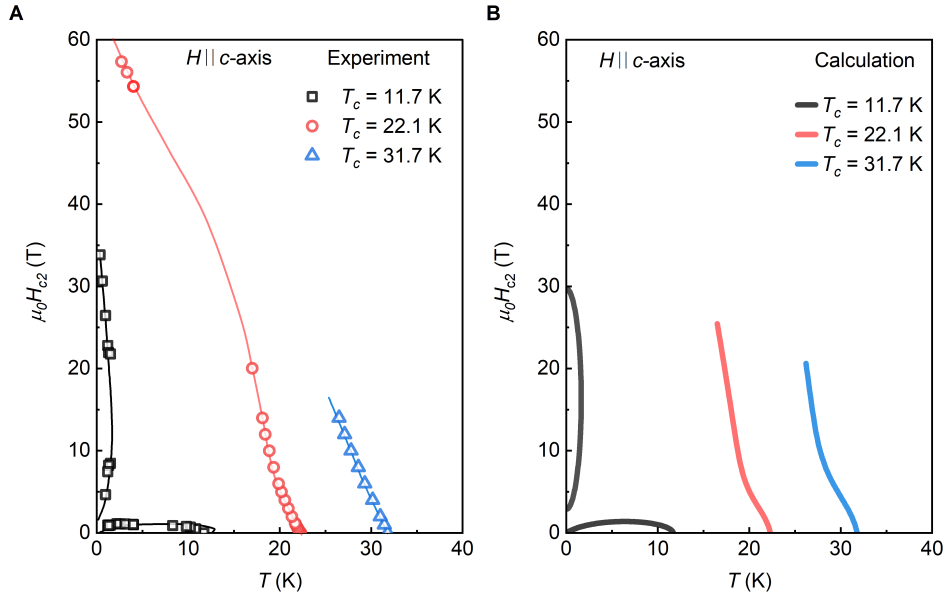 A
H || c-axis
Experiment
Tc = 11.7 K
Tc = 22.1 K
Tc = 31.7 K
60
50
40
30
20
10
0
μ0Hc2 (T)
0
10
20
30
40
T (K)
B
H || c-axis
Calculation
Tc = 11.7 K
Tc = 22.1 K
Tc = 31.7 K
60
50
40
30
20
10
0
μ0Hc2 (T)
0
10
20
30
40
T (K)